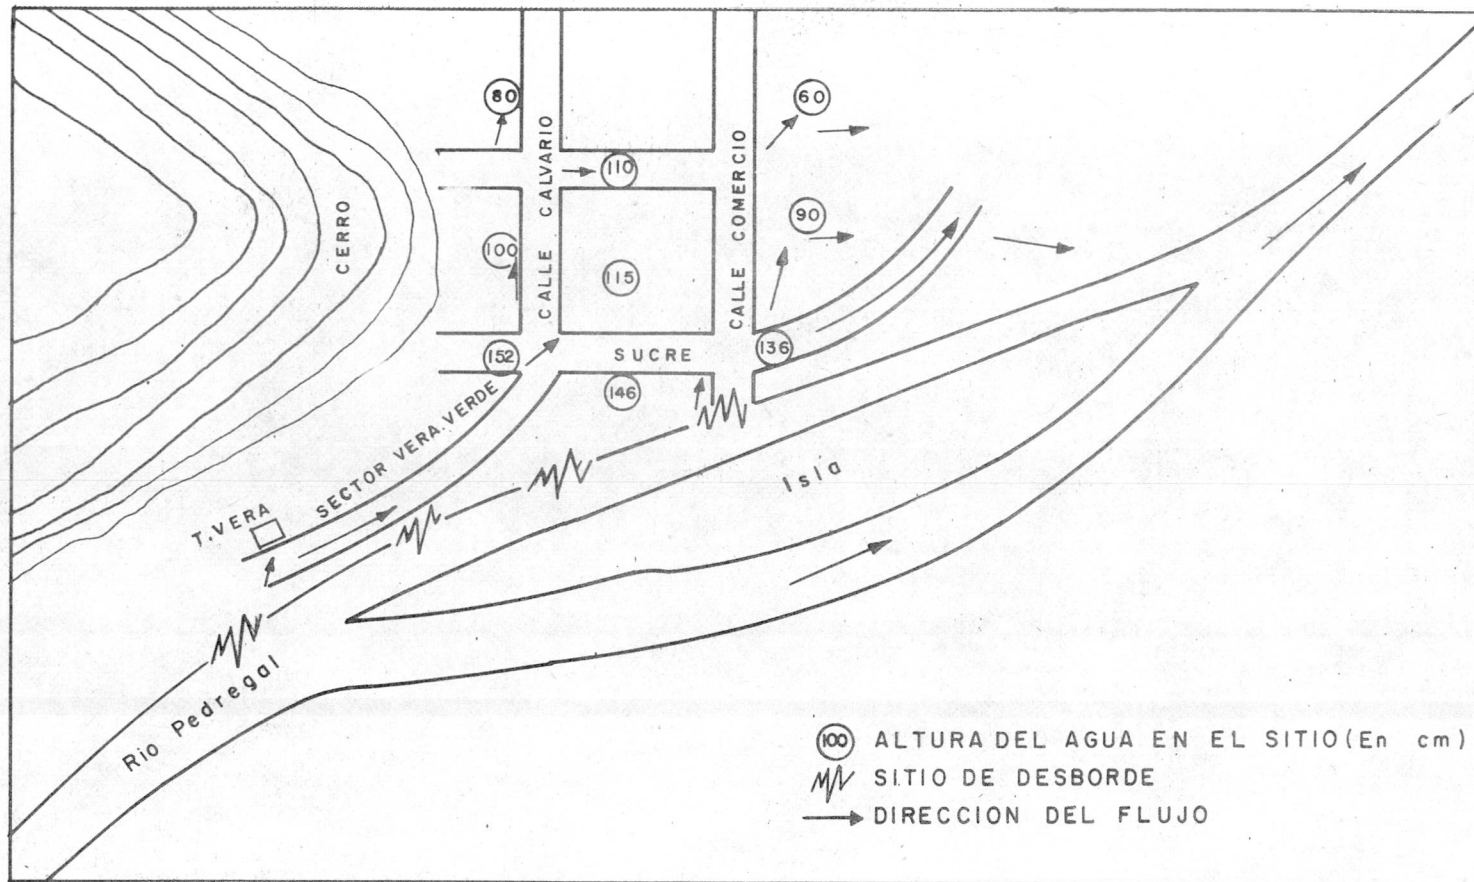 80
60
CALLE CALVARIO
CALLE COMERCIO
110
CERRO
100
90
115
152
SUCRE
136
146
SECTOR VERA VERDE
T. VERA
Isla
Rio Pedregal
100 ALTURA DEL AGUA EN EL SITIO (En cm)
SITIO DE DESBORDE
DIRECCION DEL FLUJO